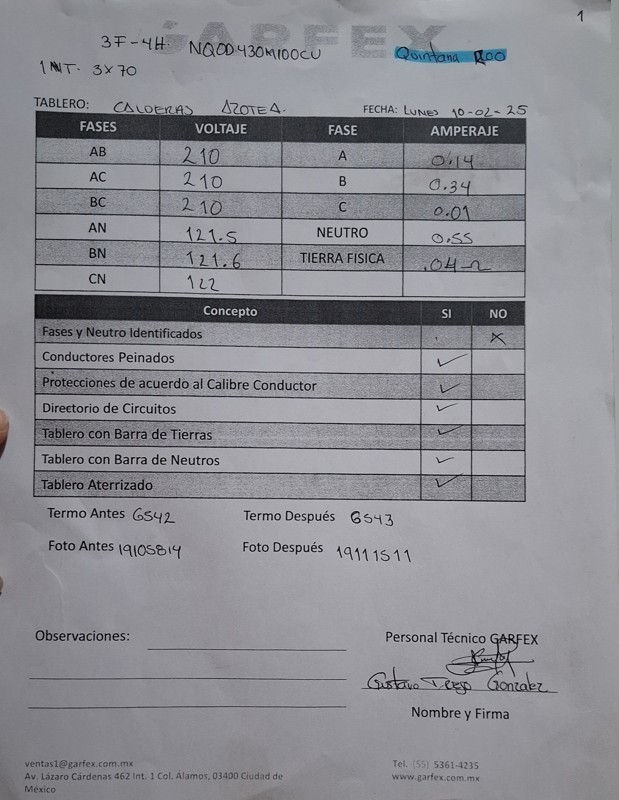 1
GARFEX
3F-4H. NQOD430M100CU Quintana Roo
INT. 3x70
TABLERO: CALDERAS AZOTEA. FECHA: LUNES 10-02-25
FASES VOLTAJE FASE AMPERAJE
AB 210 A 0.14
AC 210 B 0.34
BC 210 C 0.01
AN 121.5 NEUTRO 0.55
BN 121.6 TIERRA FISICA .04-2
CN 122
Concepto SI NO
Fases y Neutro Identificados X
Conductores Peinados ✓
Protecciones de acuerdo al Calibre Conductor ✓
Directorio de Circuitos ✓
Tablero con Barra de Tierras ✓
Tablero con Barra de Neutros ✓
Tablero Aterrizado ✓
Termo Antes 6542 Termo Después 6543
Foto Antes 19105814 Foto Después 19111511
Observaciones: Personal Técnico GARFEX
Gustavo Trejo Gonzalez
Nombre y Firma
ventas1@garfex.com.mx Tel. (55) 5361-4235
Av. Lázaro Cárdenas 462 Int. 1 Col. Alamos, 03400 Ciudad de www.garfex.com.mx
México